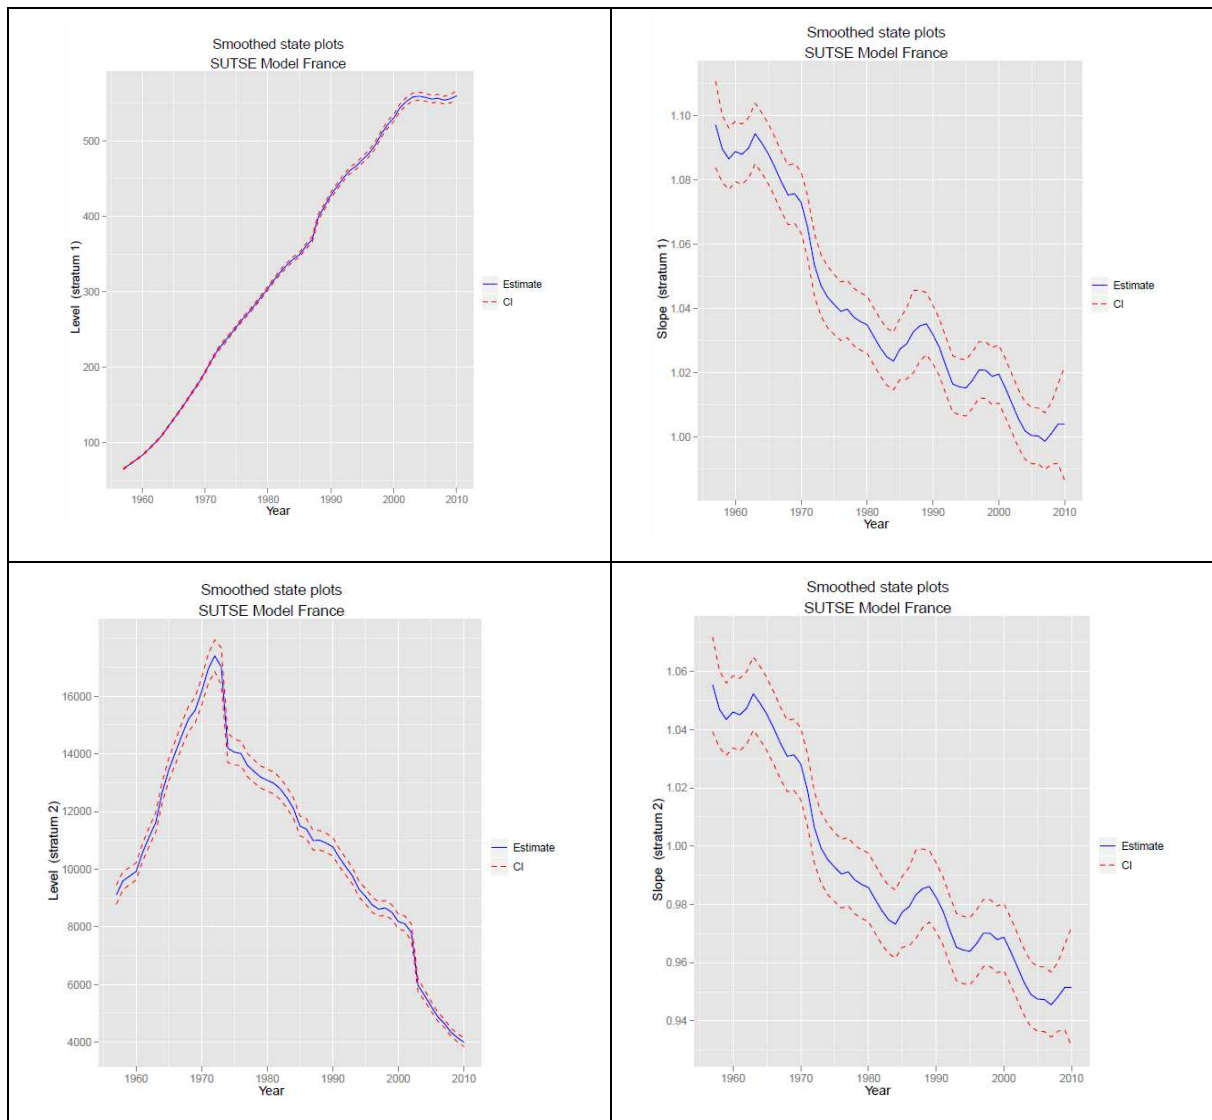 Smoothed state plots
SUTSE Model France
Level (stratum 1)
500
400
300
200
100
1960
1970
1980
1990
2000
2010
Year
Estimate
CI
Smoothed state plots
SUTSE Model France
Slope (stratum 1)
1.10
1.08
1.06
1.04
1.02
1.00
1960
1970
1980
1990
2000
2010
Year
Estimate
CI
Smoothed state plots
SUTSE Model France
Level (stratum 2)
16000
14000
12000
10000
8000
6000
4000
1960
1970
1980
1990
2000
2010
Year
Estimate
CI
Smoothed state plots
SUTSE Model France
Slope (stratum 2)
1.06
1.04
1.02
1.00
0.98
0.96
0.94
1960
1970
1980
1990
2000
2010
Year
Estimate
CI